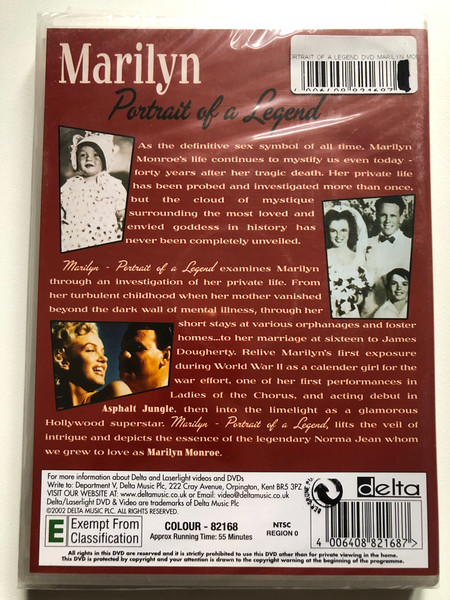 Marilyn
Portrait of a Legend
ORTRAIT OF A LEGEND DVD MARILYN MON
4 006408 821687
As the definitive sex symbol of all time, Marilyn
Monroe's life continues to mystify us even today -
forty years after her tragic death. Her private life
has been probed and investigated more than once,
but the cloud of mystique
surrounding the most loved and
envied goddess in history has
never been completely unveiled.
Marilyn - Portrait of a Legend examines Marilyn
through an investigation of her private life. From
her turbulent childhood when her mother vanished
beyond the dark wall of mental illness, through her
short stays at various orphanages and foster
homes...to her marriage at sixteen to James
Dougherty. Relive Marilyn's first exposure
during World War II as a calender girl for the
war effort, one of her first performances in
Ladies of the Chorus, and acting debut in
Asphalt Jungle, then into the limelight as a glamorous
Hollywood superstar. Marilyn - Portrait of a Legend, lifts the veil of
intrigue and depicts the essence of the legendary Norma Jean whom
we grew to love as Marilyn Monroe.
For more information about Delta and Laserlight videos and DVDs
Write to: Department V, Delta Music Plc, 222 Cray Avenue, Orpington, Kent BR5 3PZ
VISIT OUR WEBSITE AT: www.deltamusic.co.uk or Email: video@deltamusic.co.uk
Delta/Laserlight DVD & Video are trademarks of Delta Music Plc
©2002 DELTA MUSIC PLC. ALL RIGHTS RESERVED.
E Exempt From
Classification
COLOUR - 82168
Approx Running Time: 55 Minutes
NTSC
REGION 0
delta
4 006408 821687 >
All rights in this DVD are reserved and it is strictly prohibited to use this DVD other than for private viewing in the home.
This DVD is protected by copyright and your attention is drawn to the copyright warning at the beginning of the programme.